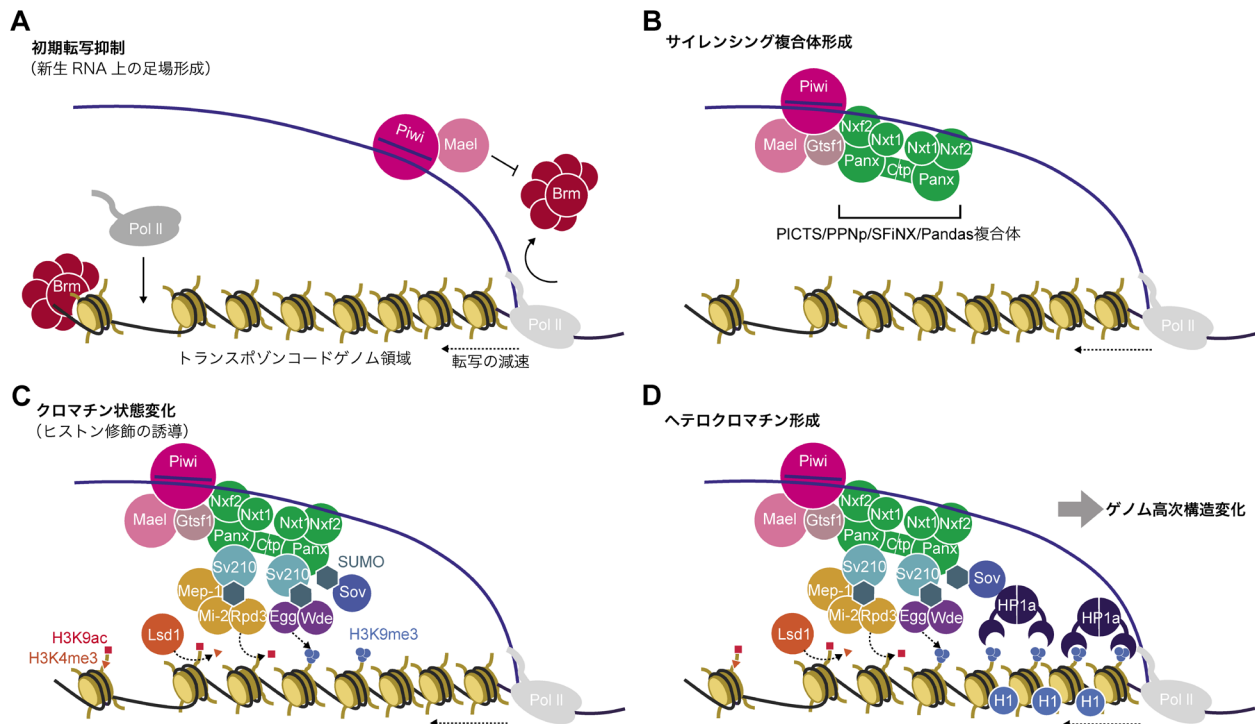 A
初期転写抑制
（新生 RNA 上の足場形成）
Piwi
Mael
Brm
Pol II
Brm
Pol II
トランスポゾンコードゲノム領域
転写の減速
B
サイレンシング複合体形成
Piwi
Mael
Gtsf1
Nxf2
Nxt1
Nxt1
Nxf2
Panx
Ctp
Panx
PICTS/PPNp/SFiNX/Pandas複合体
Pol II
C
クロマチン状態変化
（ヒストン修飾の誘導）
Piwi
Mael
Gtsf1
Nxf2
Nxt1
Nxt1
Nxf2
Panx
Ctp
Panx
Sv210
Sv210
SUMO
Sov
Mep-1
Mi-2
Rpd3
Egg
Wde
Lsd1
H3K9ac
H3K4me3
H3K9me3
Pol II
D
ヘテロクロマチン形成
Piwi
Mael
Gtsf1
Nxf2
Nxt1
Nxt1
Nxf2
Panx
Ctp
Panx
ゲノム高次構造変化
Sv210
Sv210
Sov
Mep-1
Mi-2
Rpd3
Egg
Wde
Lsd1
HP1a
HP1a
H1
H1
H1
Pol II